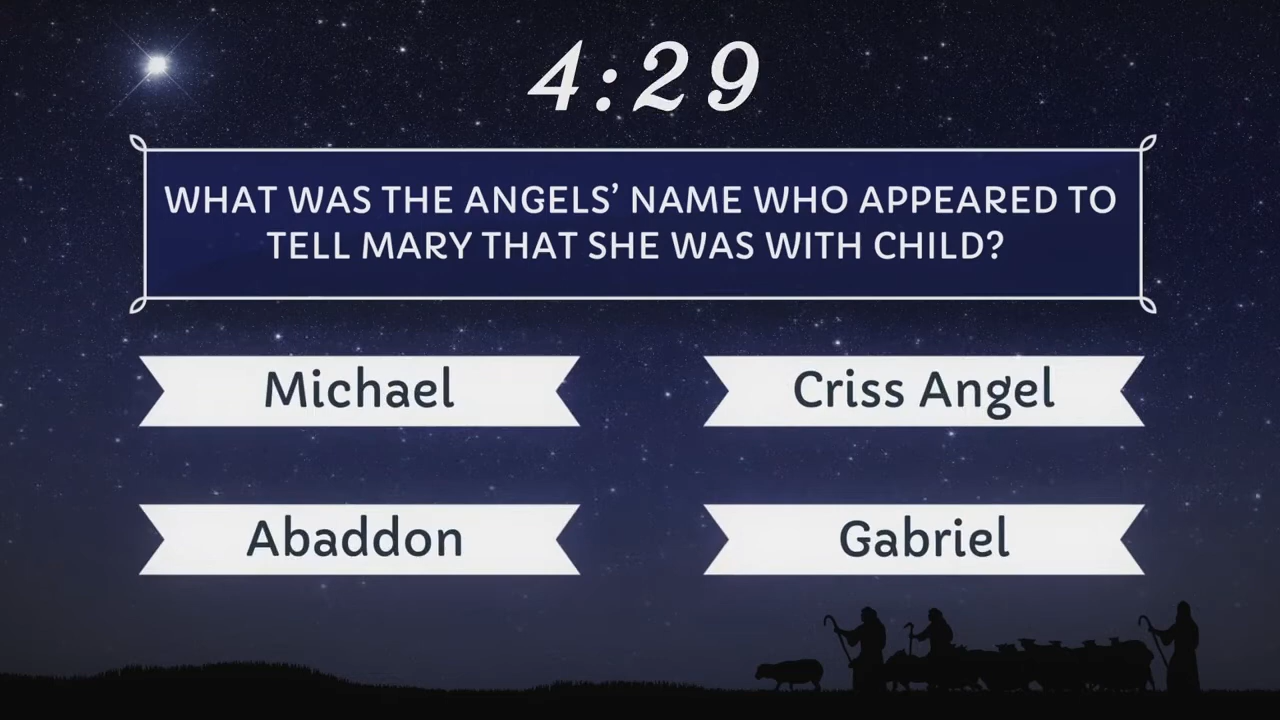 4:29
WHAT WAS THE ANGELS’ NAME WHO APPEARED TO
TELL MARY THAT SHE WAS WITH CHILD?
Michael
Criss Angel
Abaddon
Gabriel